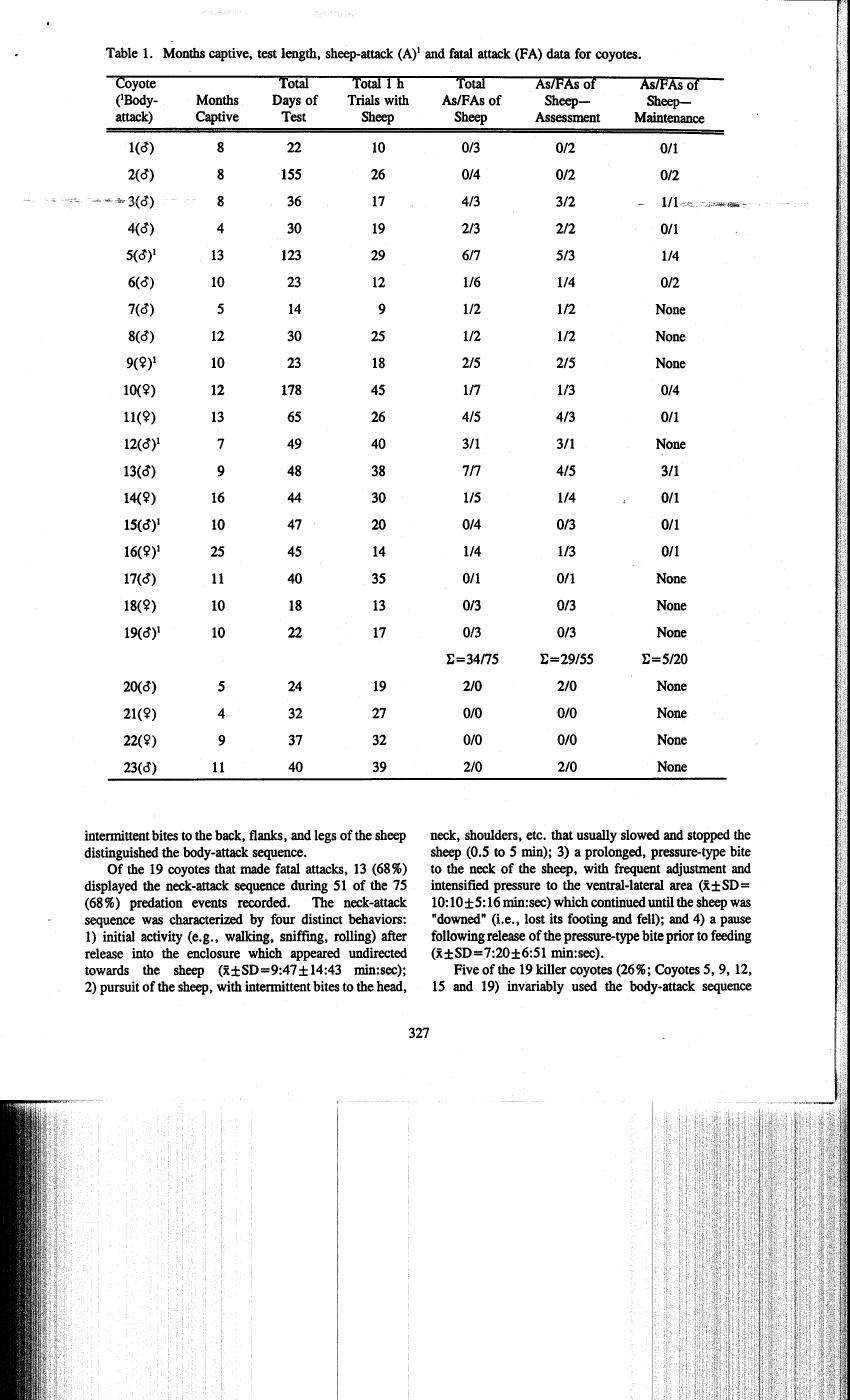 Table 1. Months captive, test length, sheep-attack (A)¹ and fatal attack (FA) data for coyotes.
Coyote Total Total 1 h Total As/FAs of As/FAs of
(¹Body- Months Days of Trials with As/FAs of Sheep— Sheep—
attack) Captive Test Sheep Sheep Assessment Maintenance
1(♂) 8 22 10 0/3 0/2 0/1
2(♂) 8 155 26 0/4 0/2 0/2
3(♂) 8 36 17 4/3 3/2 1/1
4(♂) 4 30 19 2/3 2/2 0/1
5(♂)¹ 13 123 29 6/7 5/3 1/4
6(♂) 10 23 12 1/6 1/4 0/2
7(♂) 5 14 9 1/2 1/2 None
8(♂) 12 30 25 1/2 1/2 None
9(♀)¹ 10 23 18 2/5 2/5 None
10(♀) 12 178 45 1/7 1/3 0/4
11(♀) 13 65 26 4/5 4/3 0/1
12(♂)¹ 7 49 40 3/1 3/1 None
13(♂) 9 48 38 7/7 4/5 3/1
14(♀) 16 44 30 1/5 1/4 0/1
15(♂)¹ 10 47 20 0/4 0/3 0/1
16(♀)¹ 25 45 14 1/4 1/3 0/1
17(♂) 11 40 35 0/1 0/1 None
18(♀) 10 18 13 0/3 0/3 None
19(♂)¹ 10 22 17 0/3 0/3 None
Σ=34/75 Σ=29/55 Σ=5/20
20(♂) 5 24 19 2/0 2/0 None
21(♀) 4 32 27 0/0 0/0 None
22(♀) 9 37 32 0/0 0/0 None
23(♂) 11 40 39 2/0 2/0 None
intermittent bites to the back, flanks, and legs of the sheep
distinguished the body-attack sequence.
Of the 19 coyotes that made fatal attacks, 13 (68%)
displayed the neck-attack sequence during 51 of the 75
(68%) predation events recorded. The neck-attack
sequence was characterized by four distinct behaviors:
1) initial activity (e.g., walking, sniffing, rolling) after
release into the enclosure which appeared undirected
towards the sheep (x̄±SD=9:47±14:43 min:sec);
2) pursuit of the sheep, with intermittent bites to the head,
neck, shoulders, etc. that usually slowed and stopped the
sheep (0.5 to 5 min); 3) a prolonged, pressure-type bite
to the neck of the sheep, with frequent adjustment and
intensified pressure to the ventral-lateral area (x̄±SD=
10:10±5:16 min:sec) which continued until the sheep was
"downed" (i.e., lost its footing and fell); and 4) a pause
following release of the pressure-type bite prior to feeding
(x̄±SD=7:20±6:51 min:sec).
Five of the 19 killer coyotes (26%; Coyotes 5, 9, 12,
15 and 19) invariably used the body-attack sequence
327